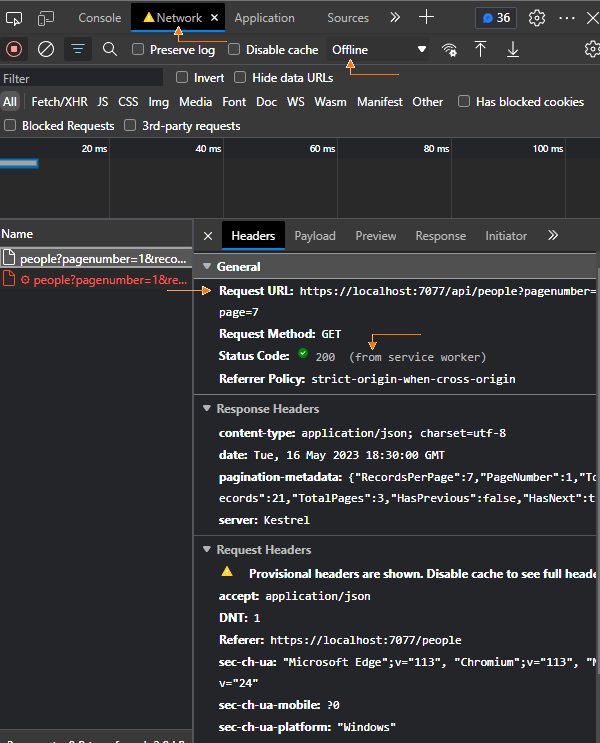 Console Network Application Sources 36
Preserve log Disable cache Offline
Filter Invert Hide data URLs
All Fetch/XHR JS CSS Img Media Font Doc WS Wasm Manifest Other Has blocked cookies
Blocked Requests 3rd-party requests
20 ms 40 ms 60 ms 80 ms 100 ms
Name Headers Payload Preview Response Initiator
people?pagenumber=1&reco...
people?pagenumber=1&re...
General
Request URL: https://localhost:7077/api/people?pagenumber=
page=7
Request Method: GET
Status Code: 200 (from service worker)
Referrer Policy: strict-origin-when-cross-origin
Response Headers
content-type: application/json; charset=utf-8
date: Tue, 16 May 2023 18:30:00 GMT
pagination-metadata: {"RecordsPerPage":7,"PageNumber":1,"To
ecords":21,"TotalPages":3,"HasPrevious":false,"HasNext":t
server: Kestrel
Request Headers
Provisional headers are shown. Disable cache to see full heade
accept: application/json
DNT: 1
Referer: https://localhost:7077/people
sec-ch-ua: "Microsoft Edge";v="113", "Chromium";v="113", "N
v="24"
sec-ch-ua-mobile: ?0
sec-ch-ua-platform: "Windows"